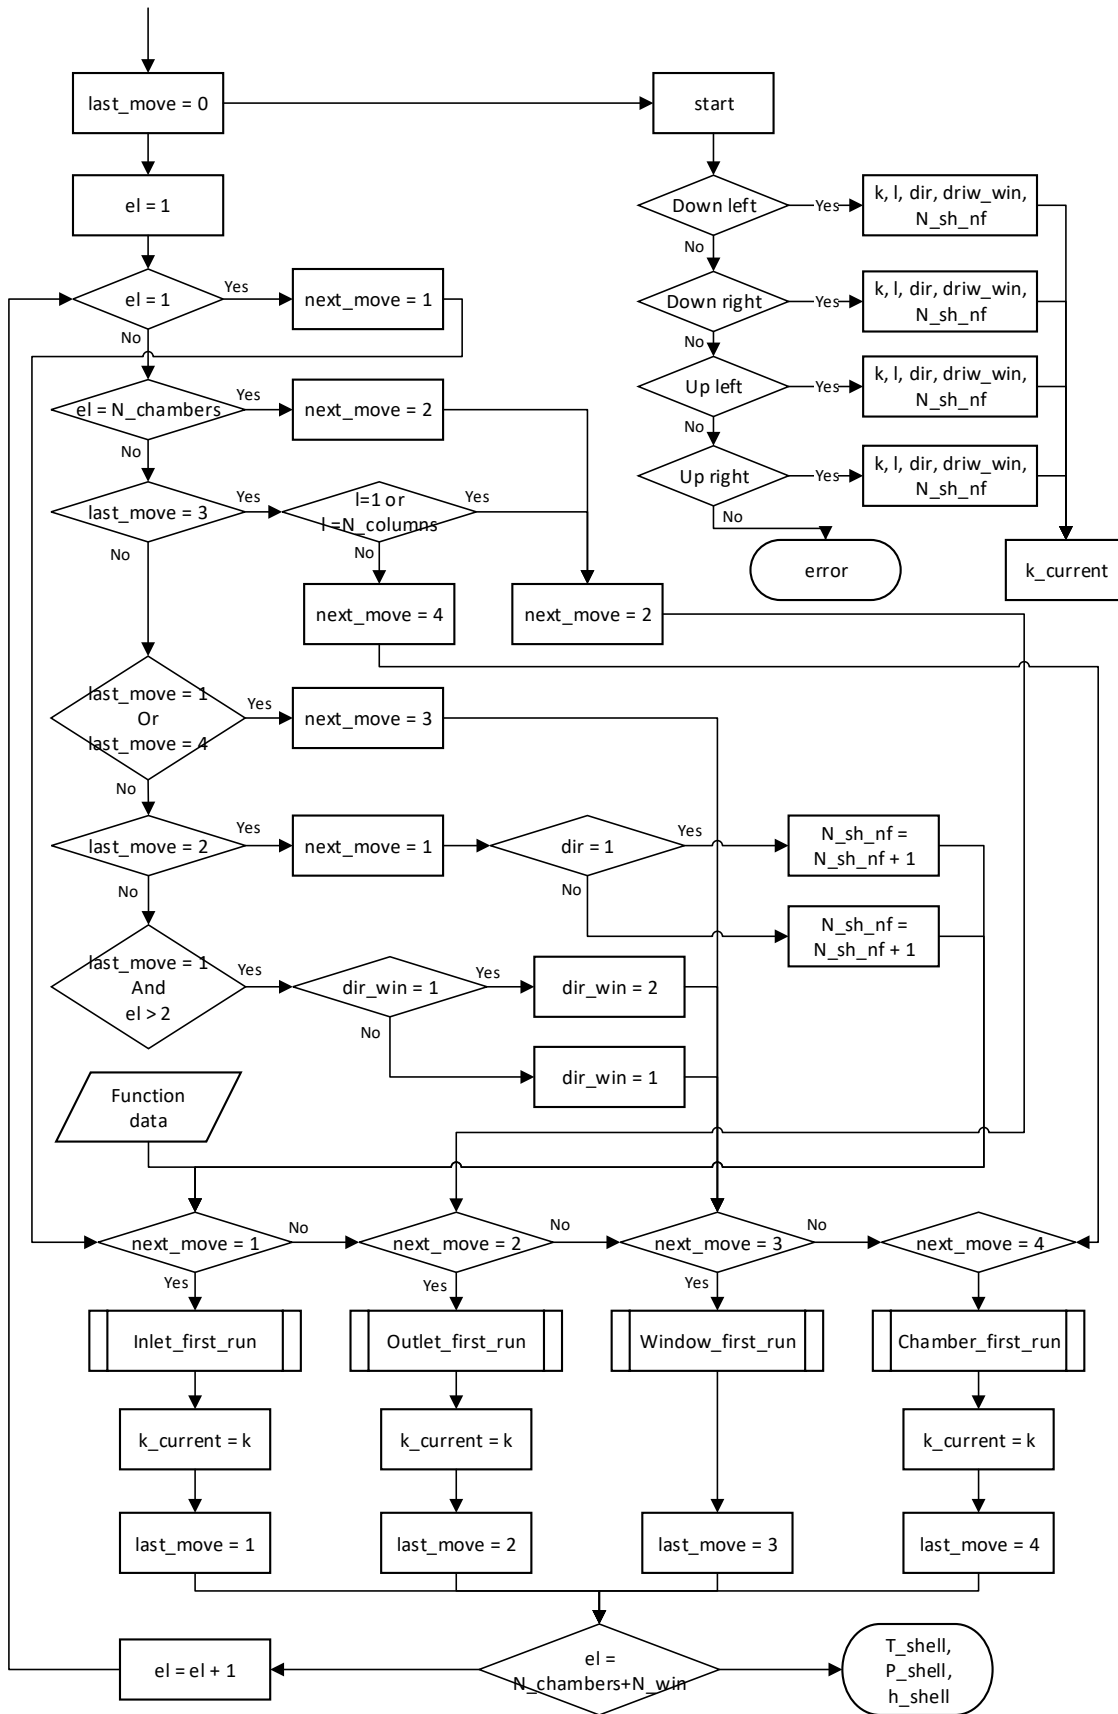 last_move = 0
start
el = 1
Down left
Yes
k, l, dir, driw_win,
N_sh_nf
No
el = 1
Yes
next_move = 1
No
Down right
Yes
k, l, dir, driw_win,
N_sh_nf
No
el = N_chambers
Yes
next_move = 2
No
Up left
Yes
k, l, dir, driw_win,
N_sh_nf
No
Up right
Yes
k, l, dir, driw_win,
N_sh_nf
No
last_move = 3
Yes
l=1 or
l =N_columns
Yes
No
No
error
k_current
next_move = 4
next_move = 2
last_move = 1
Or
last_move = 4
Yes
next_move = 3
No
last_move = 2
Yes
next_move = 1
dir = 1
Yes
N_sh_nf =
N_sh_nf + 1
No
No
N_sh_nf =
N_sh_nf + 1
last_move = 1
And
el > 2
Yes
dir_win = 1
Yes
dir_win = 2
No
dir_win = 1
Function
data
next_move = 1
No
next_move = 2
No
next_move = 3
No
next_move = 4
Yes
Yes
Yes
Inlet_first_run
Outlet_first_run
Window_first_run
Chamber_first_run
k_current = k
k_current = k
k_current = k
last_move = 1
last_move = 2
last_move = 3
last_move = 4
el = el + 1
el =
N_chambers+N_win
T_shell,
P_shell,
h_shell